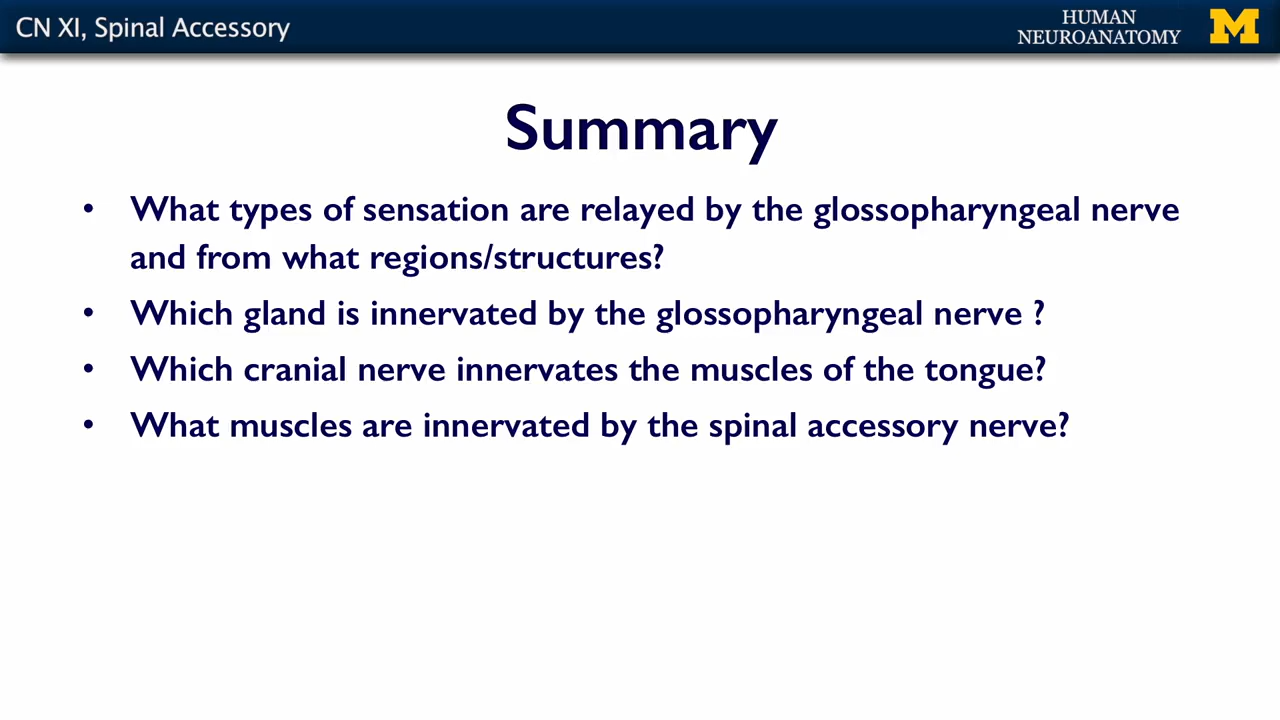 CN XI, Spinal Accessory
HUMAN
NEUROANATOMY
M
Summary
• What types of sensation are relayed by the glossopharyngeal nerve
and from what regions/structures?
• Which gland is innervated by the glossopharyngeal nerve ?
• Which cranial nerve innervates the muscles of the tongue?
• What muscles are innervated by the spinal accessory nerve?